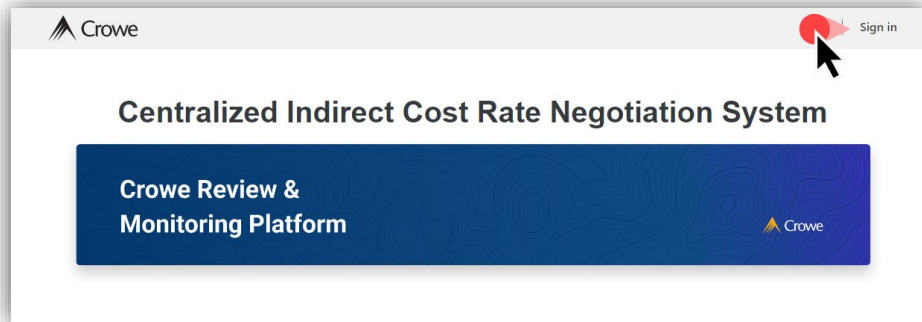 Crowe
Sign in
Centralized Indirect Cost Rate Negotiation System
Crowe Review &
Monitoring Platform
Crowe